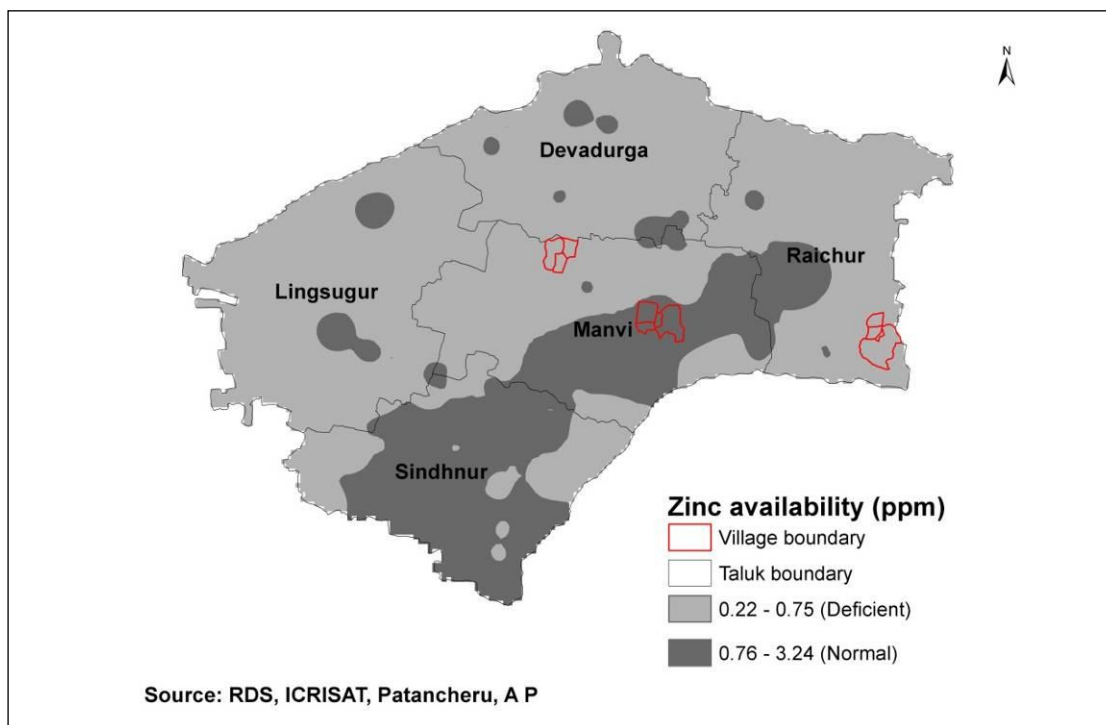 N
Devadurga
Raichur
Lingsugur
Manvi
Sindhnur
Zinc availability (ppm)
Village boundary
Taluk boundary
0.22 - 0.75 (Deficient)
0.76 - 3.24 (Normal)
Source: RDS, ICRISAT, Patancheru, A P